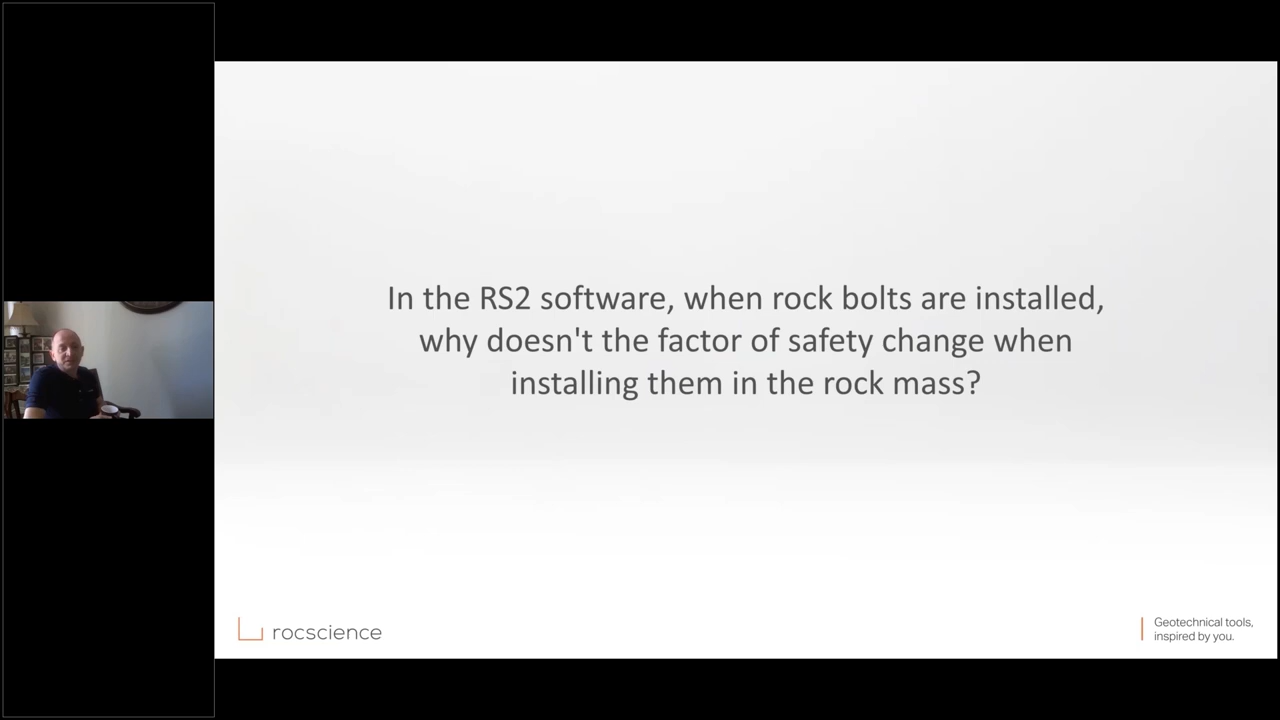 In the RS2 software, when rock bolts are installed,
why doesn't the factor of safety change when
installing them in the rock mass?
rocscience
Geotechnical tools,
inspired by you.